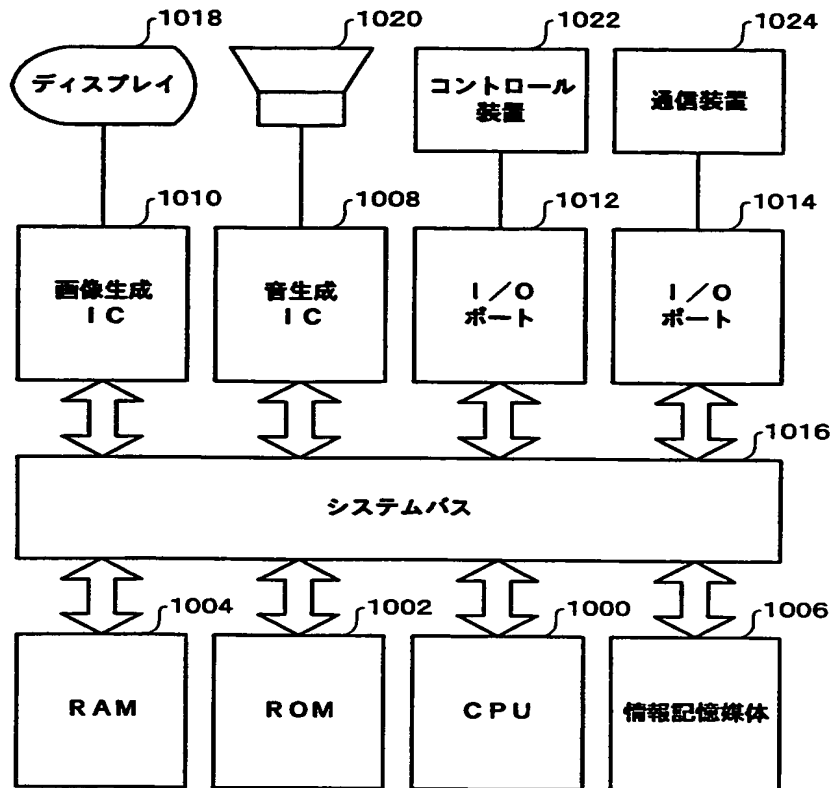 1018
1020
1022
1024
ディスプレイ
コントロール
装置
通信装置
1010
1008
1012
1014
画像生成
IC
音生成
IC
I/O
ポート
I/O
ポート
1016
システムバス
1004
1002
1000
1006
RAM
ROM
CPU
情報記憶媒体